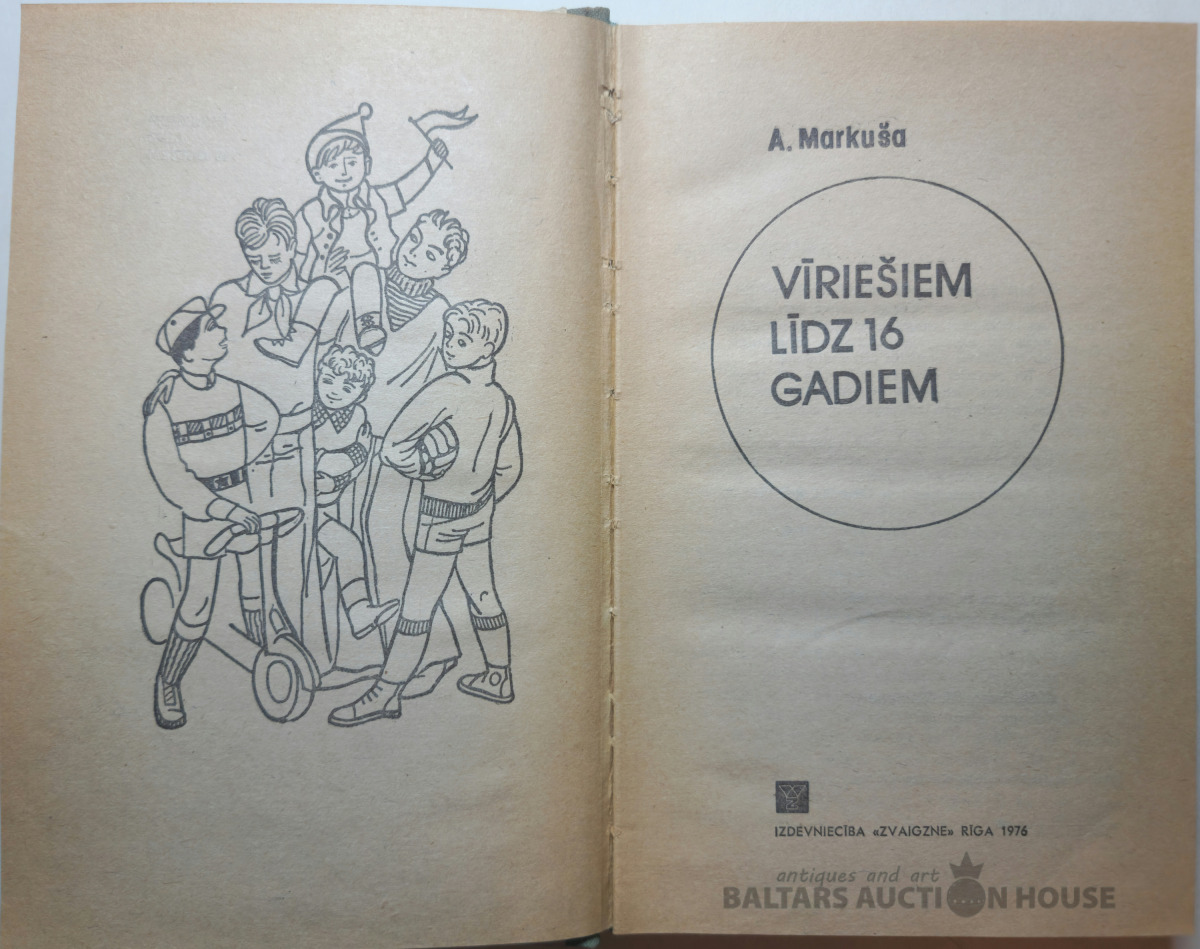 A. Markuša
VĪRIEŠIEM
LĪDZ 16
GADIEM
IZDEVNIECĪBA «ZVAIGZNE» RĪGA 1976
antiques and art
BALTARS AUCTION HOUSE